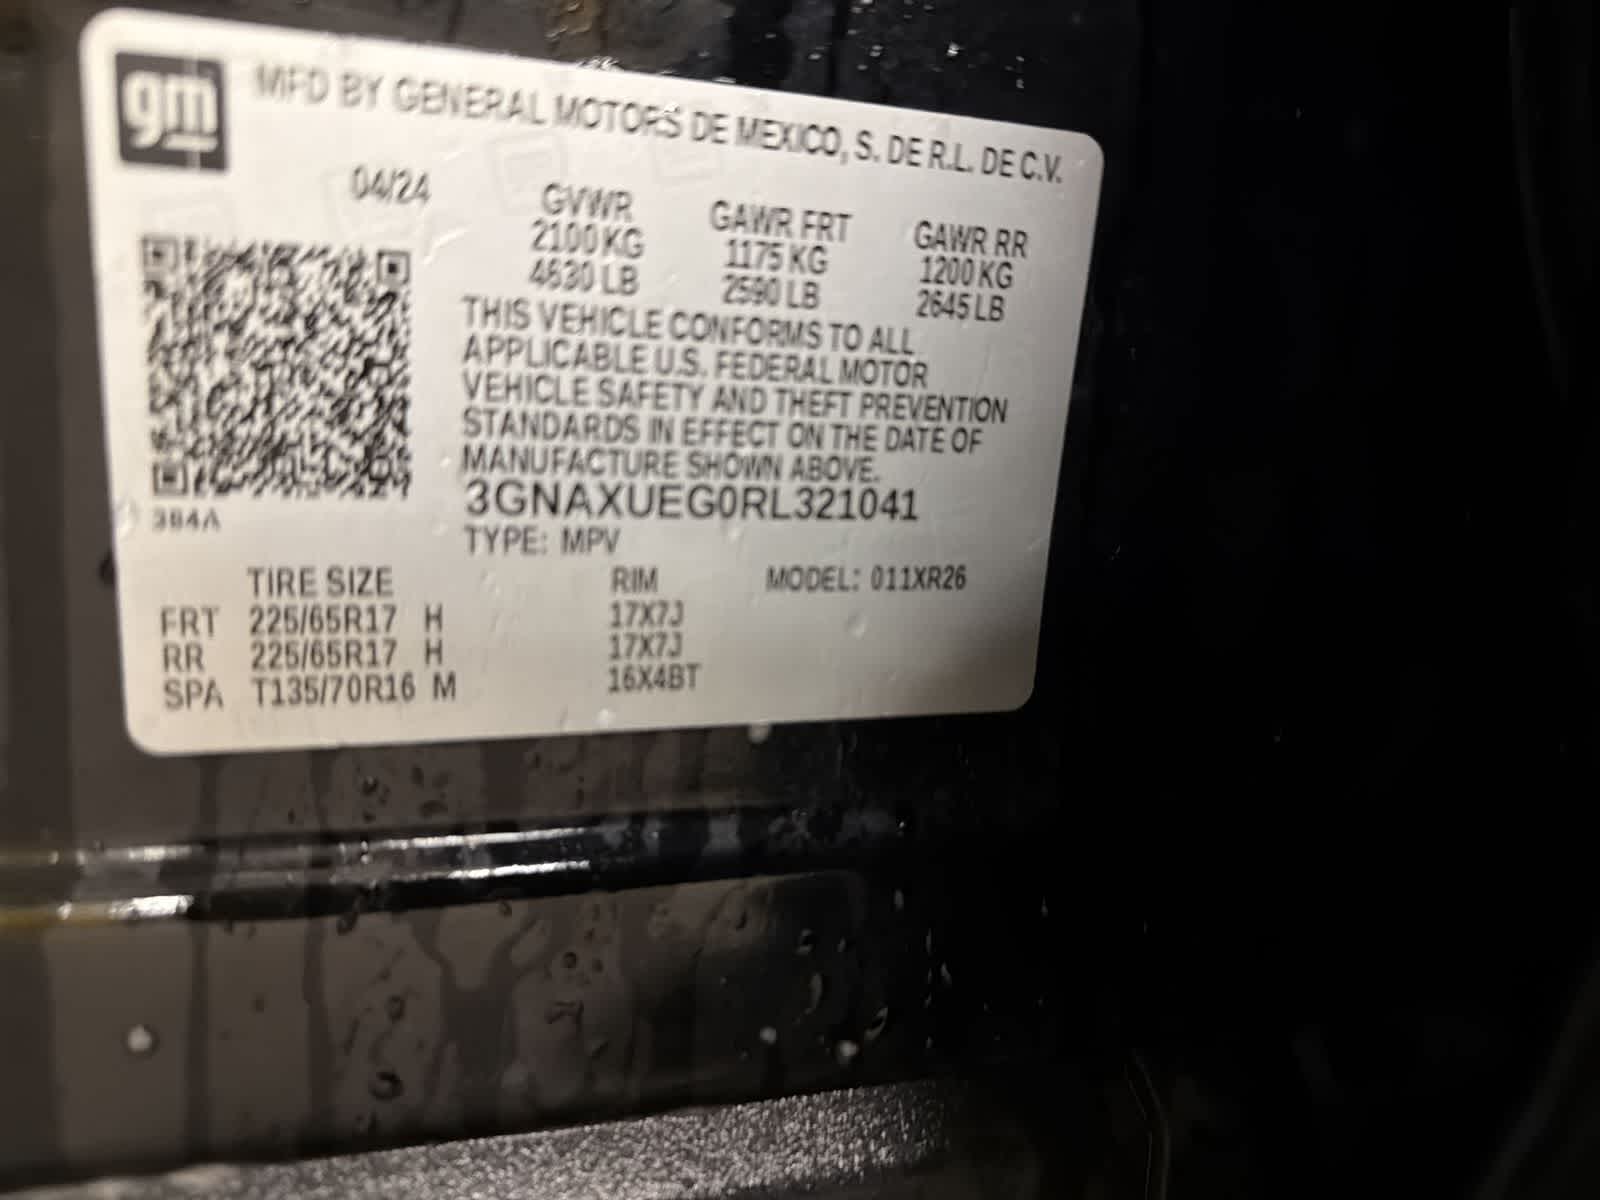 gm MFD BY GENERAL MOTORS DE MEXICO, S. DE R.L. DE C.V.
04/24 GVWR GAWR FRT GAWR RR
2100 KG 1175 KG 1200 KG
4630 LB 2590 LB 2645 LB
THIS VEHICLE CONFORMS TO ALL
APPLICABLE U.S. FEDERAL MOTOR
VEHICLE SAFETY AND THEFT PREVENTION
STANDARDS IN EFFECT ON THE DATE OF
MANUFACTURE SHOWN ABOVE.
3GNAXUEG0RL321041
384A
TYPE: MPV
TIRE SIZE RIM MODEL: 011XR26
FRT 225/65R17 H 17X7J
RR 225/65R17 H 17X7J
SPA T135/70R16 M 16X4BT